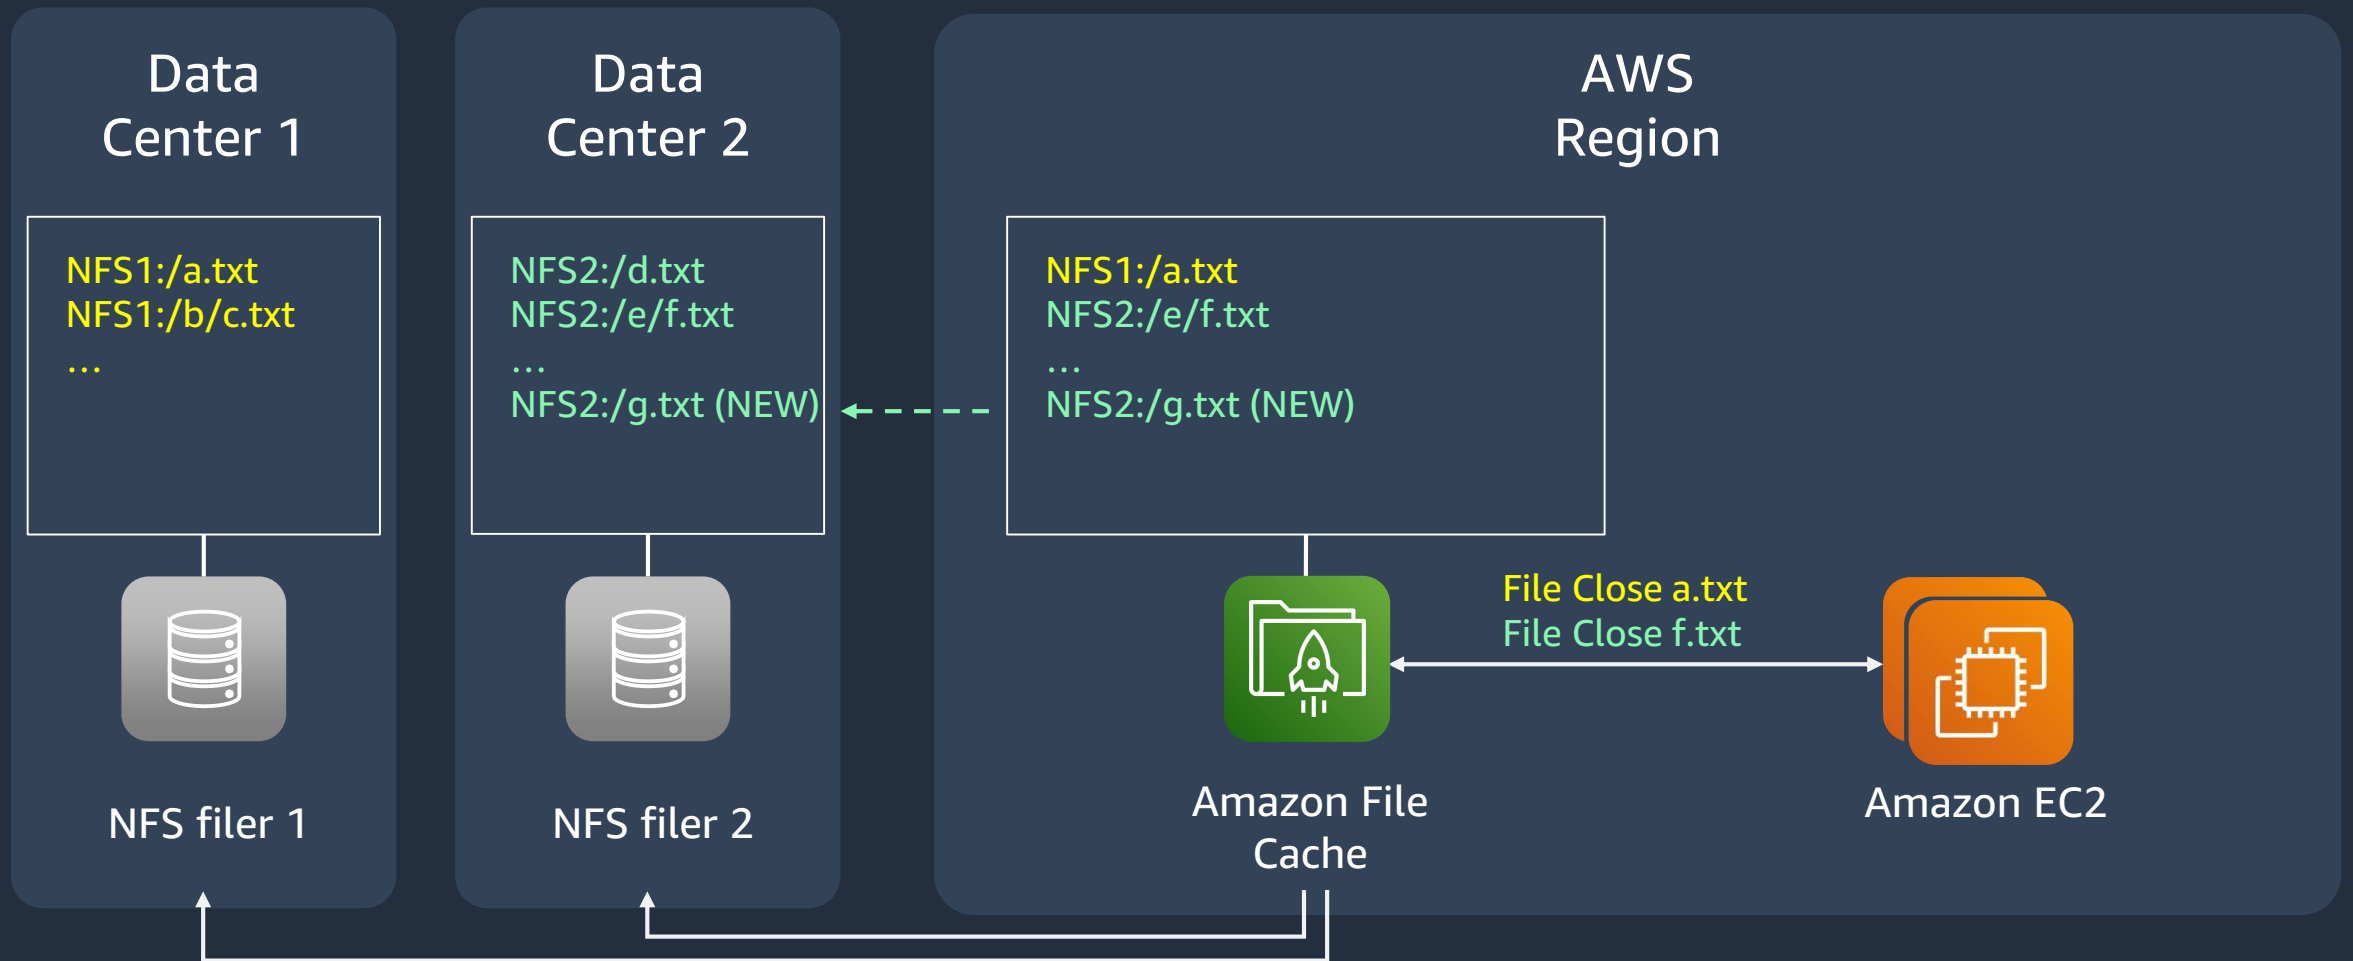 Data
Center 1
NFS1:/a.txt
NFS1:/b/c.txt
...
NFS filer 1
Data
Center 2
NFS2:/d.txt
NFS2:/e/f.txt
...
NFS2:/g.txt (NEW)
NFS filer 2
AWS
Region
NFS1:/a.txt
NFS2:/e/f.txt
...
NFS2:/g.txt (NEW)
Amazon File
Cache
File Close a.txt
File Close f.txt
Amazon EC2